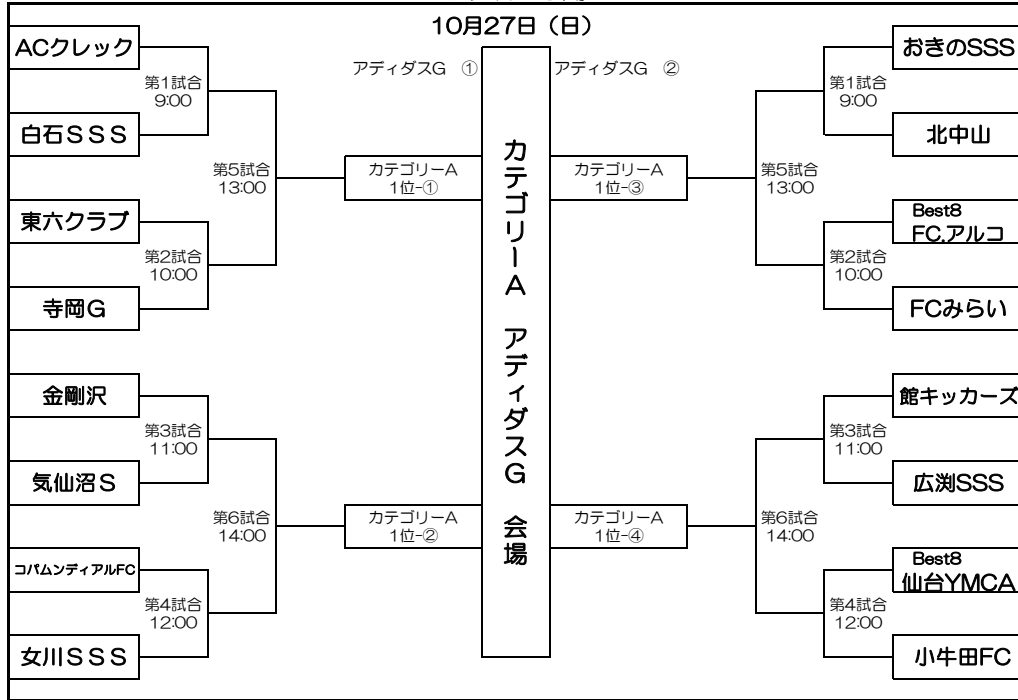 10月27日（日）
アディダスG ①
アディダスG ②
ACクレック
第1試合
9:00
白石ＳＳＳ
第5試合
13:00
カテゴリーA
1位-①
東六クラブ
第2試合
10:00
寺岡Ｇ
金剛沢
第3試合
11:00
気仙沼Ｓ
第6試合
14:00
カテゴリーA
1位-②
コパムンディアルFC
第4試合
12:00
女川ＳＳＳ
カテゴリーA アディダスG 会場
おきのSSS
第1試合
9:00
北中山
カテゴリーA
1位-③
第5試合
13:00
Best8
FC.アルコ
第2試合
10:00
FCみらい
館キッカーズ
第3試合
11:00
広渕SSS
カテゴリーA
1位-④
第6試合
14:00
Best8
仙台YMCA
第4試合
12:00
小牛田FC